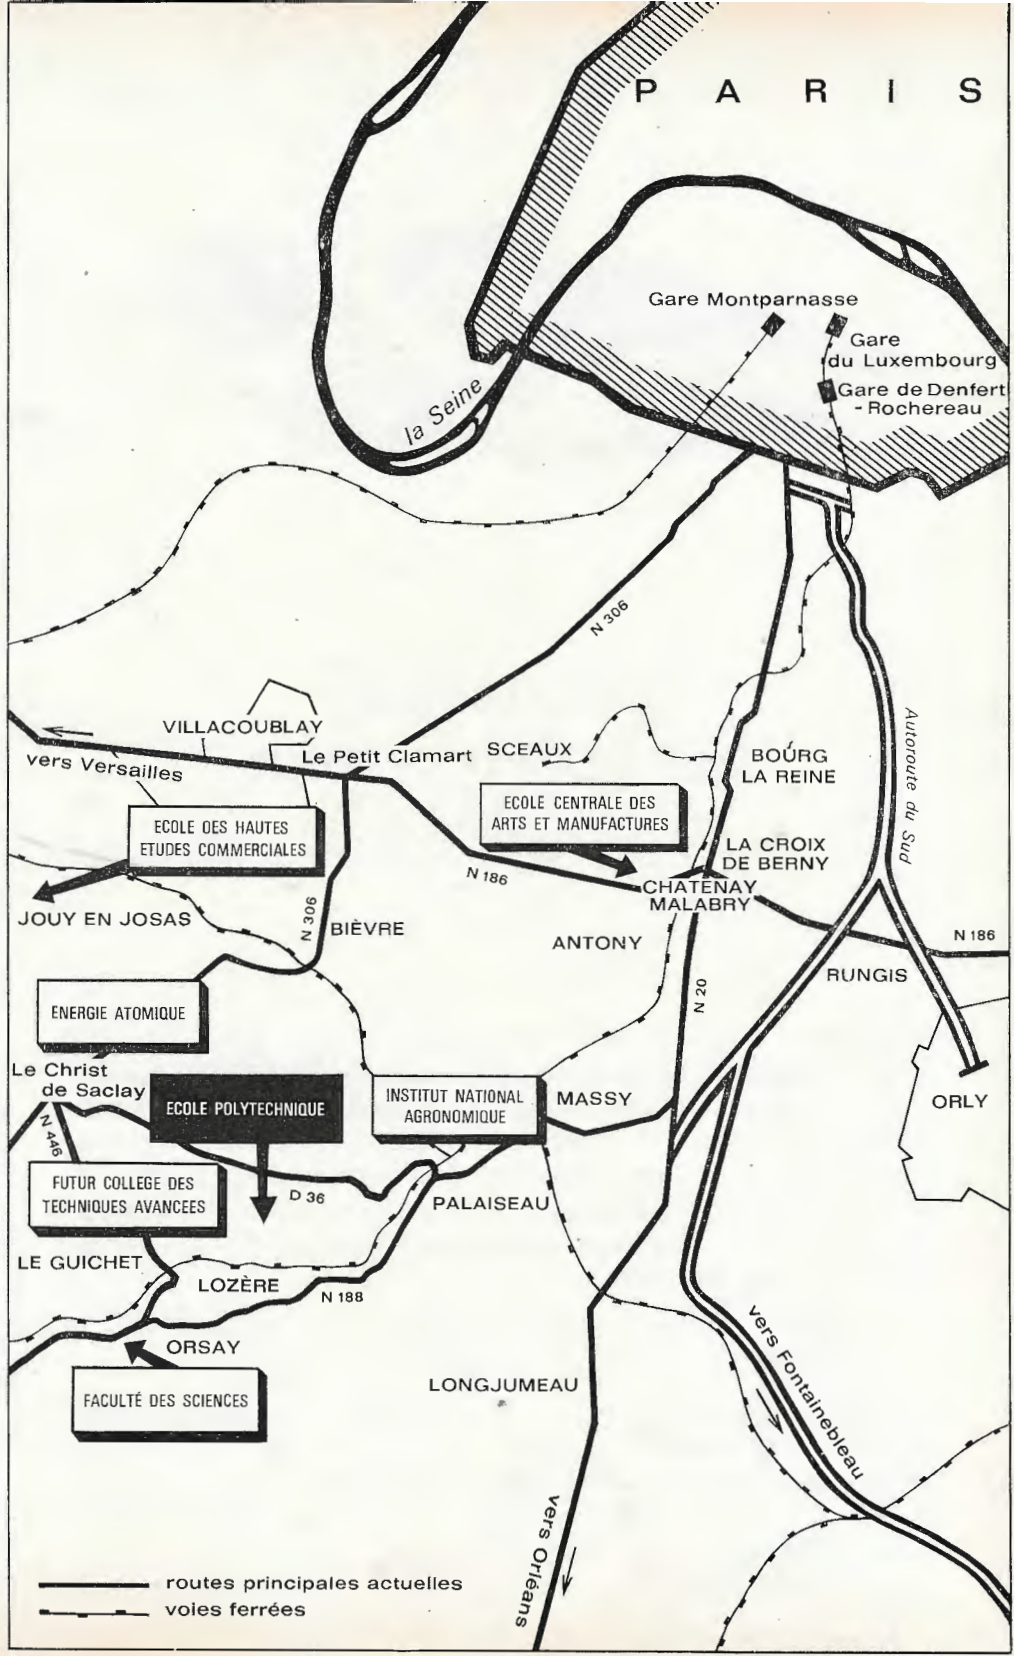 PARIS
Gare Montparnasse
Gare
du Luxembourg
Gare de Denfert
- Rochereau
la Seine
N 306
VILLACOUBLAY
vers Versailles
Le Petit Clamart
SCEAUX
BOURG
LA REINE
Autoroute du Sud
ECOLE DES HAUTES
ETUDES COMMERCIALES
ECOLE CENTRALE DES
ARTS ET MANUFACTURES
LA CROIX
DE BERNY
N 186
CHATENAY
MALABRY
JOUY EN JOSAS
N 306
BIÈVRE
ANTONY
N 186
RUNGIS
N 20
ENERGIE ATOMIQUE
Le Christ
de Saclay
ECOLE POLYTECHNIQUE
INSTITUT NATIONAL
AGRONOMIQUE
MASSY
ORLY
N 446
FUTUR COLLEGE DES
TECHNIQUES AVANCEES
D 36
PALAISEAU
LE GUICHET
LOZÈRE
N 188
ORSAY
vers Fontainebleau
FACULTÉ DES SCIENCES
LONGJUMEAU
vers Orléans
routes principales actuelles
voies ferrées